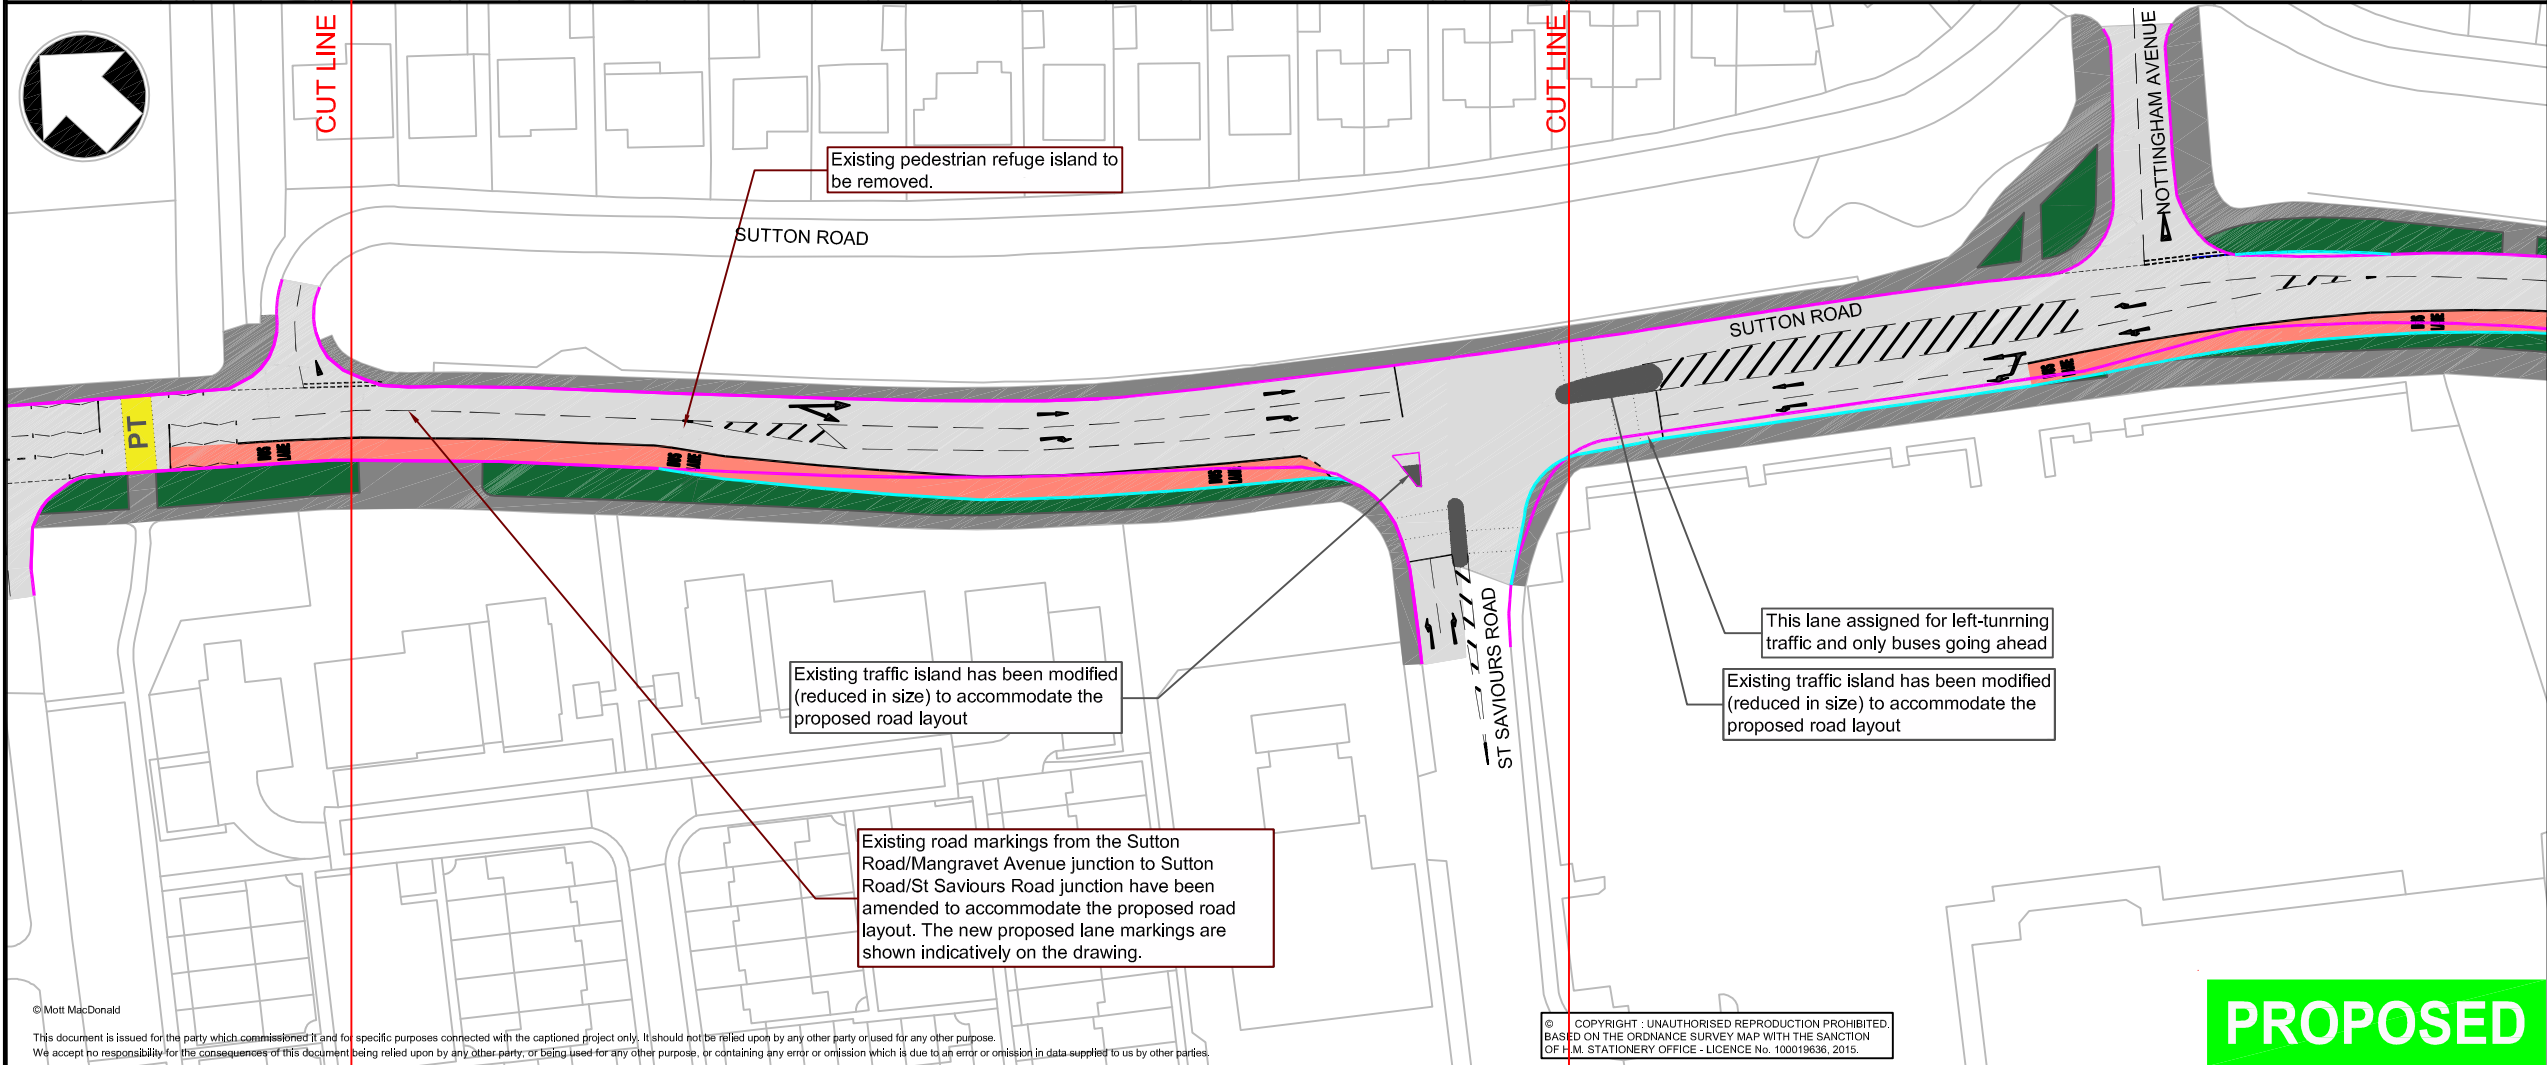 CUT LINE
CUT LINE
NOTTINGHAM AVENUE
Existing pedestrian refuge island to
be removed.
SUTTON ROAD
SUTTON ROAD
PT
BUS
LANE
BUS
LANE
BUS
LANE
BUS
LANE
BUS
LANE
ST SAVIOURS ROAD
This lane assigned for left-tunrning
traffic and only buses going ahead
Existing traffic island has been modified
(reduced in size) to accommodate the
proposed road layout
Existing traffic island has been modified
(reduced in size) to accommodate the
proposed road layout
Existing road markings from the Sutton
Road/Mangravet Avenue junction to Sutton
Road/St Saviours Road junction have been
amended to accommodate the proposed road
layout. The new proposed lane markings are
shown indicatively on the drawing.
© Mott MacDonald
This document is issued for the party which commissioned it and for specific purposes connected with the captioned project only. It should not be relied upon by any other party or used for any other purpose.
We accept no responsibility for the consequences of this document being relied upon by any other party, or being used for any other purpose, or containing any error or omission which is due to an error or omission in data supplied to us by other parties.
© COPYRIGHT : UNAUTHORISED REPRODUCTION PROHIBITED.
BASED ON THE ORDNANCE SURVEY MAP WITH THE SANCTION
OF H.M. STATIONERY OFFICE - LICENCE No. 100019636, 2015.
PROPOSED